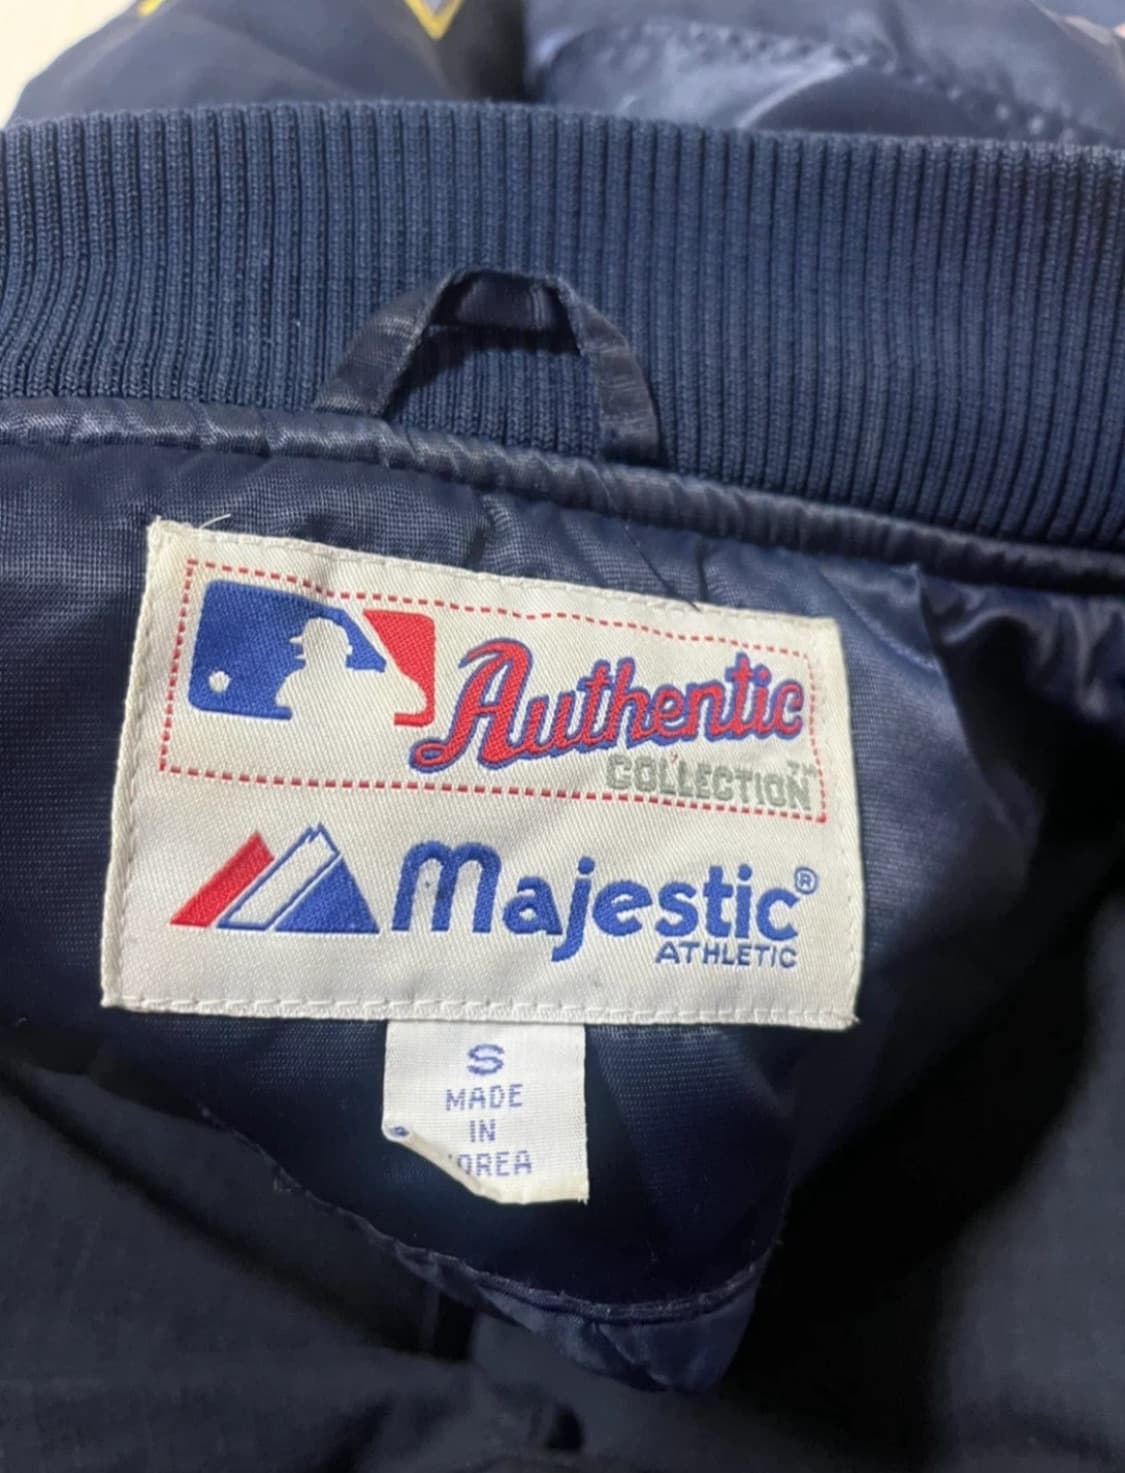 Authentic
COLLECTION™
Majestic®
ATHLETIC
S
MADE
IN
OREA